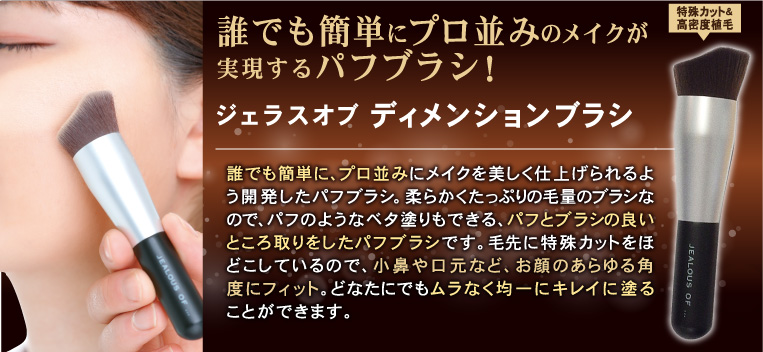 誰でも簡単にプロ並みのメイクが
実現するパフブラシ!
特殊カット&
高密度植毛
ジェラスオブ ディメンションブラシ
誰でも簡単に、プロ並みにメイクを美しく仕上げられるよ
う開発したパフブラシ。柔らかくたっぷりの毛量のブラシな
ので、パフのようなベタ塗りもできる、パフとブラシの良い
ところ取りをしたパフブラシです。毛先に特殊カットをほ
どこしているので、小鼻や口元など、お顔のあらゆる角
度にフィット。どなたにでもムラなく均一にキレイに塗る
ことができます。
JEALOUS OF ...
JEALOUS OF ...